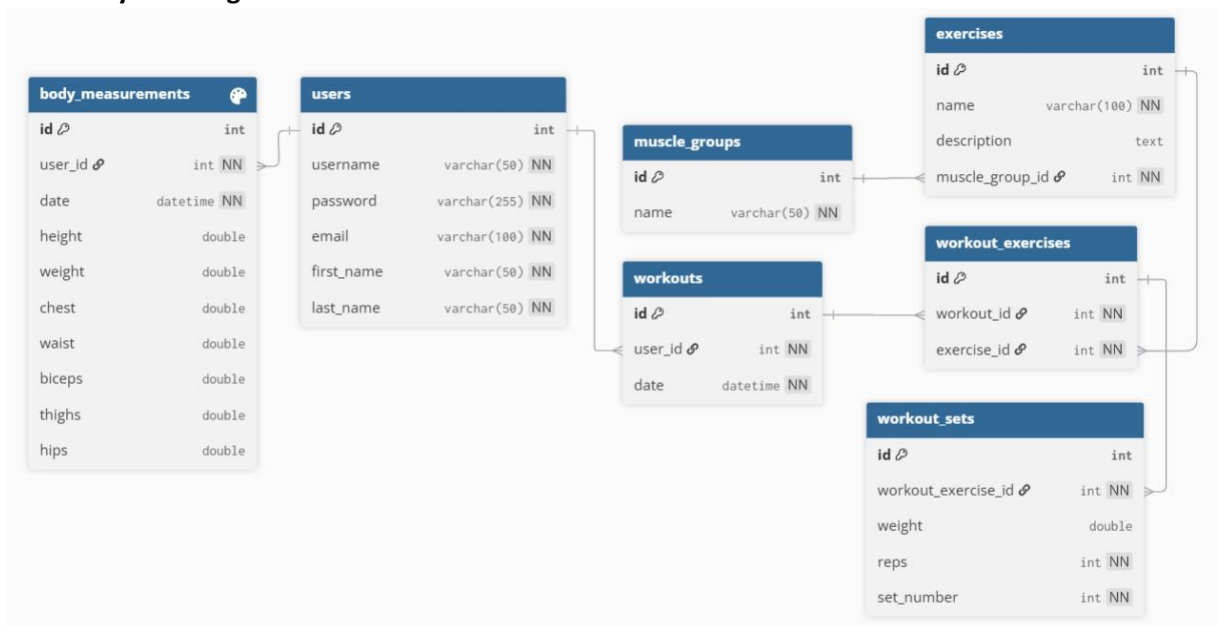 body_measurements
id int
user_id int NN
date datetime NN
height double
weight double
chest double
waist double
biceps double
thighs double
hips double
users
id int
username varchar(50) NN
password varchar(255) NN
email varchar(100) NN
first_name varchar(50) NN
last_name varchar(50) NN
muscle_groups
id int
name varchar(50) NN
workouts
id int
user_id int NN
date datetime NN
exercises
id int
name varchar(100) NN
description text
muscle_group_id int NN
workout_exercises
id int
workout_id int NN
exercise_id int NN
workout_sets
id int
workout_exercise_id int NN
weight double
reps int NN
set_number int NN